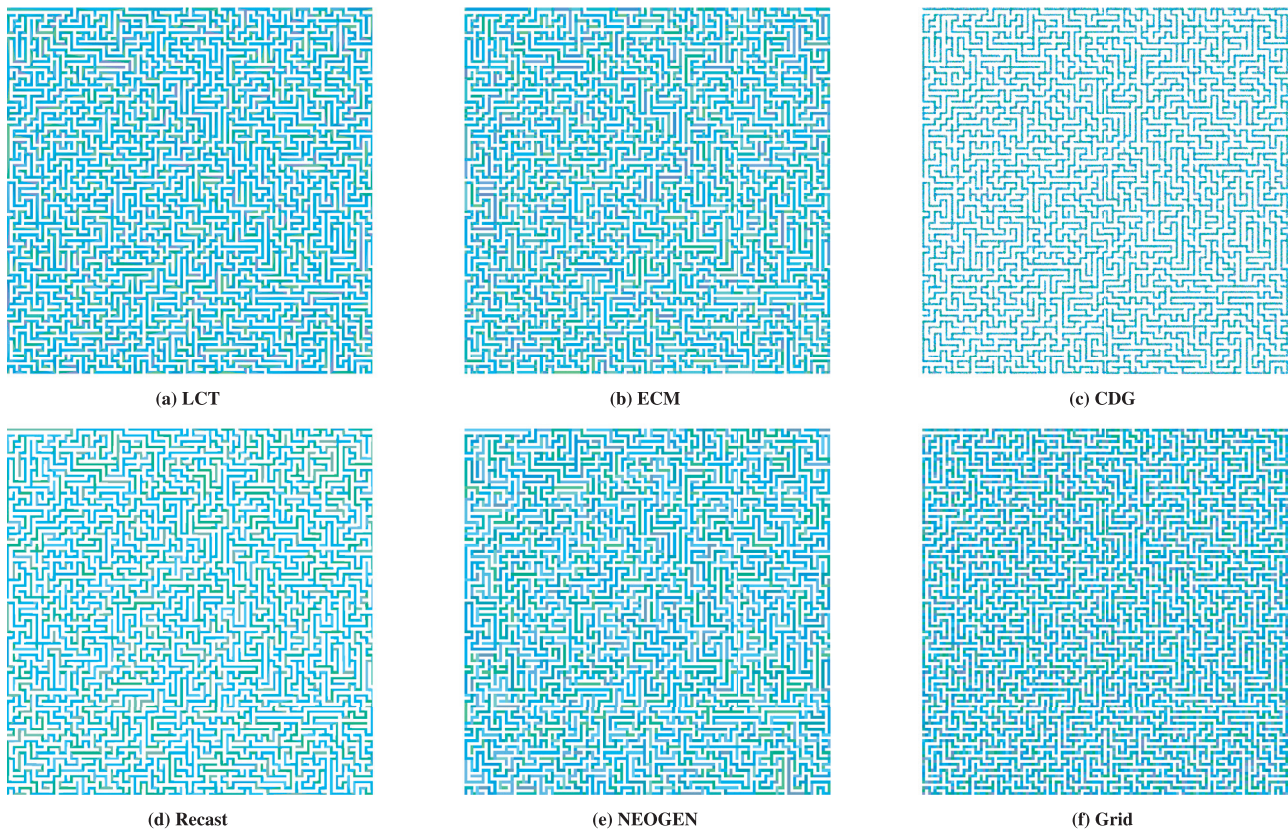 (a) LCT
(b) ECM
(c) CDG
(d) Recast
(e) NEOGEN
(f) Grid